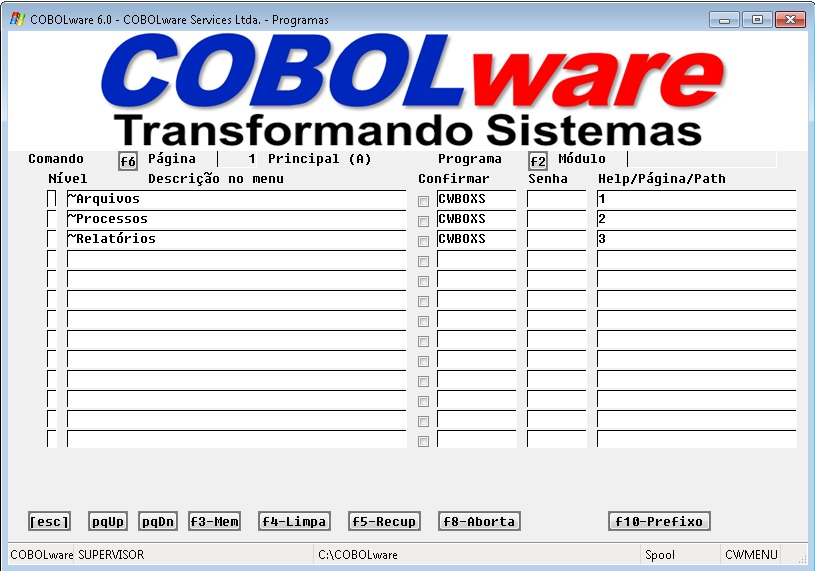 COBOLware 6.0 - COBOLware Services Ltda. - Programas
COBOLware
Transformando Sistemas
Comando f6 Página 1 Principal (A) Programa f2 Módulo
Nível Descrição no menu Confirmar Senha Help/Página/Path
~Arquivos CWBOXS 1
~Processos CWBOXS 2
~Relatórios CWBOXS 3
[esc] pgUp pgDn f3-Mem f4-Limpa f5-Recup f8-Aborta f10-Prefixo
COBOLware SUPERVISOR C:\COBOLware Spool CWMENU